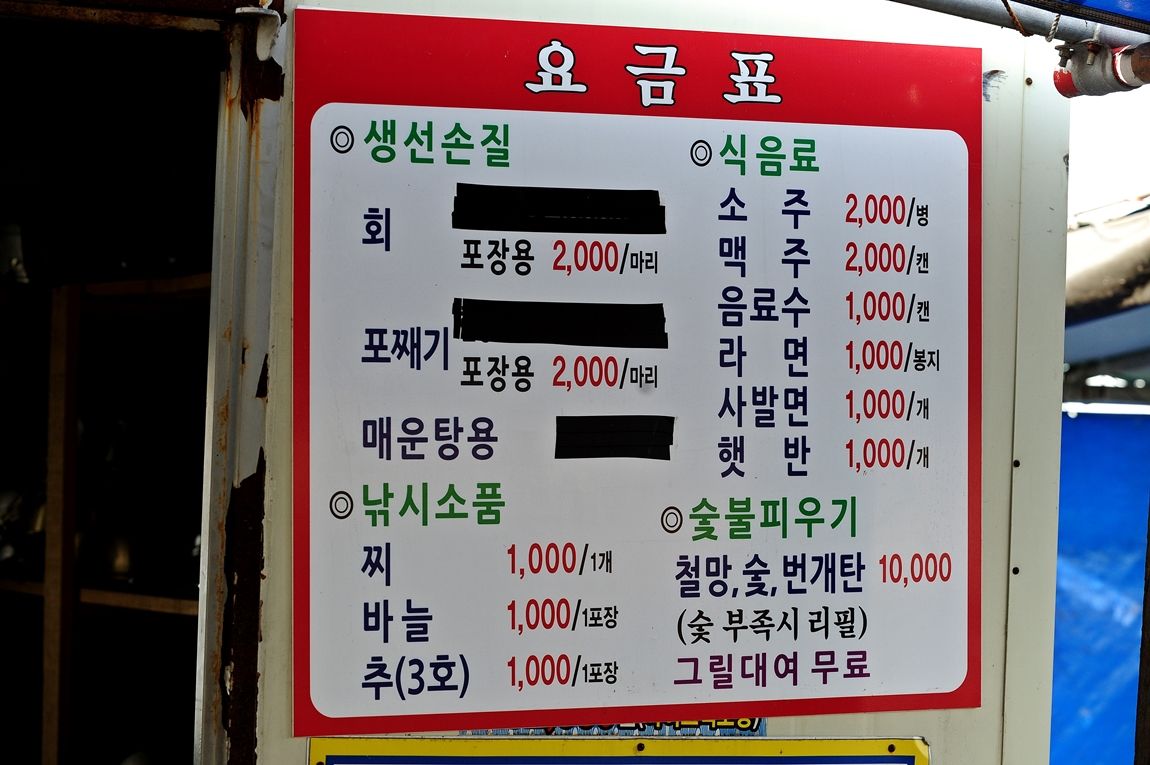 요금표
◎ 생선손질
회
포장용 2,000/마리
포째기
포장용 2,000/마리
매운탕용
◎ 낚시소품
찌 1,000/1개
바늘 1,000/1포장
추(3호) 1,000/1포장
◎ 식음료
소주 2,000/병
맥주 2,000/캔
음료수 1,000/캔
라면 1,000/봉지
사발면 1,000/개
햇반 1,000/개
◎ 숯불피우기
철망,숯,번개탄 10,000
(숯 부족시 리필)
그릴대여 무료